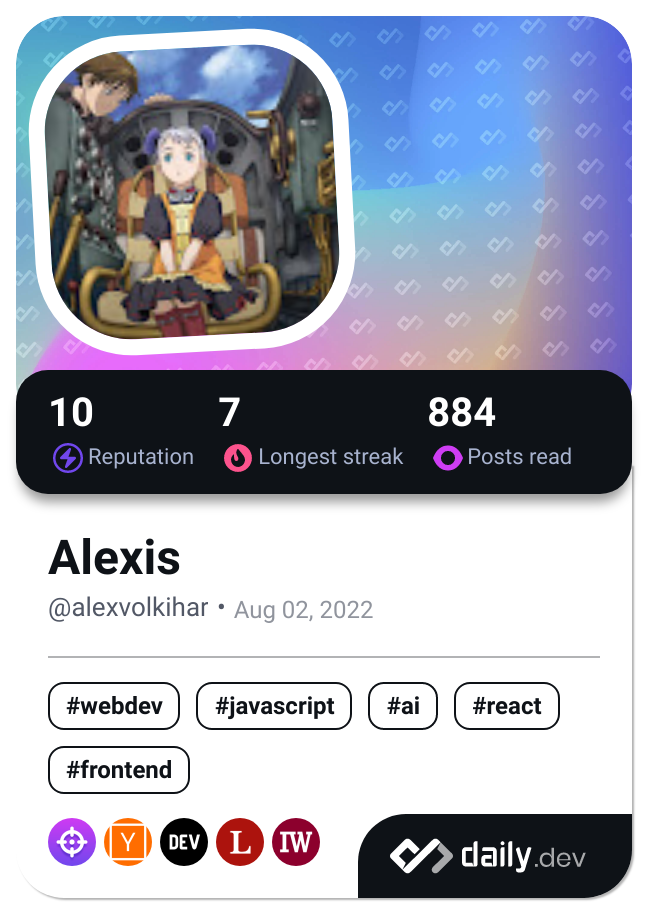 10 7 884
Reputation Longest streak Posts read
Alexis
@alexvolkihar • Aug 02, 2022
#webdev #javascript #ai #react
#frontend
Y DEV L IW
daily.dev